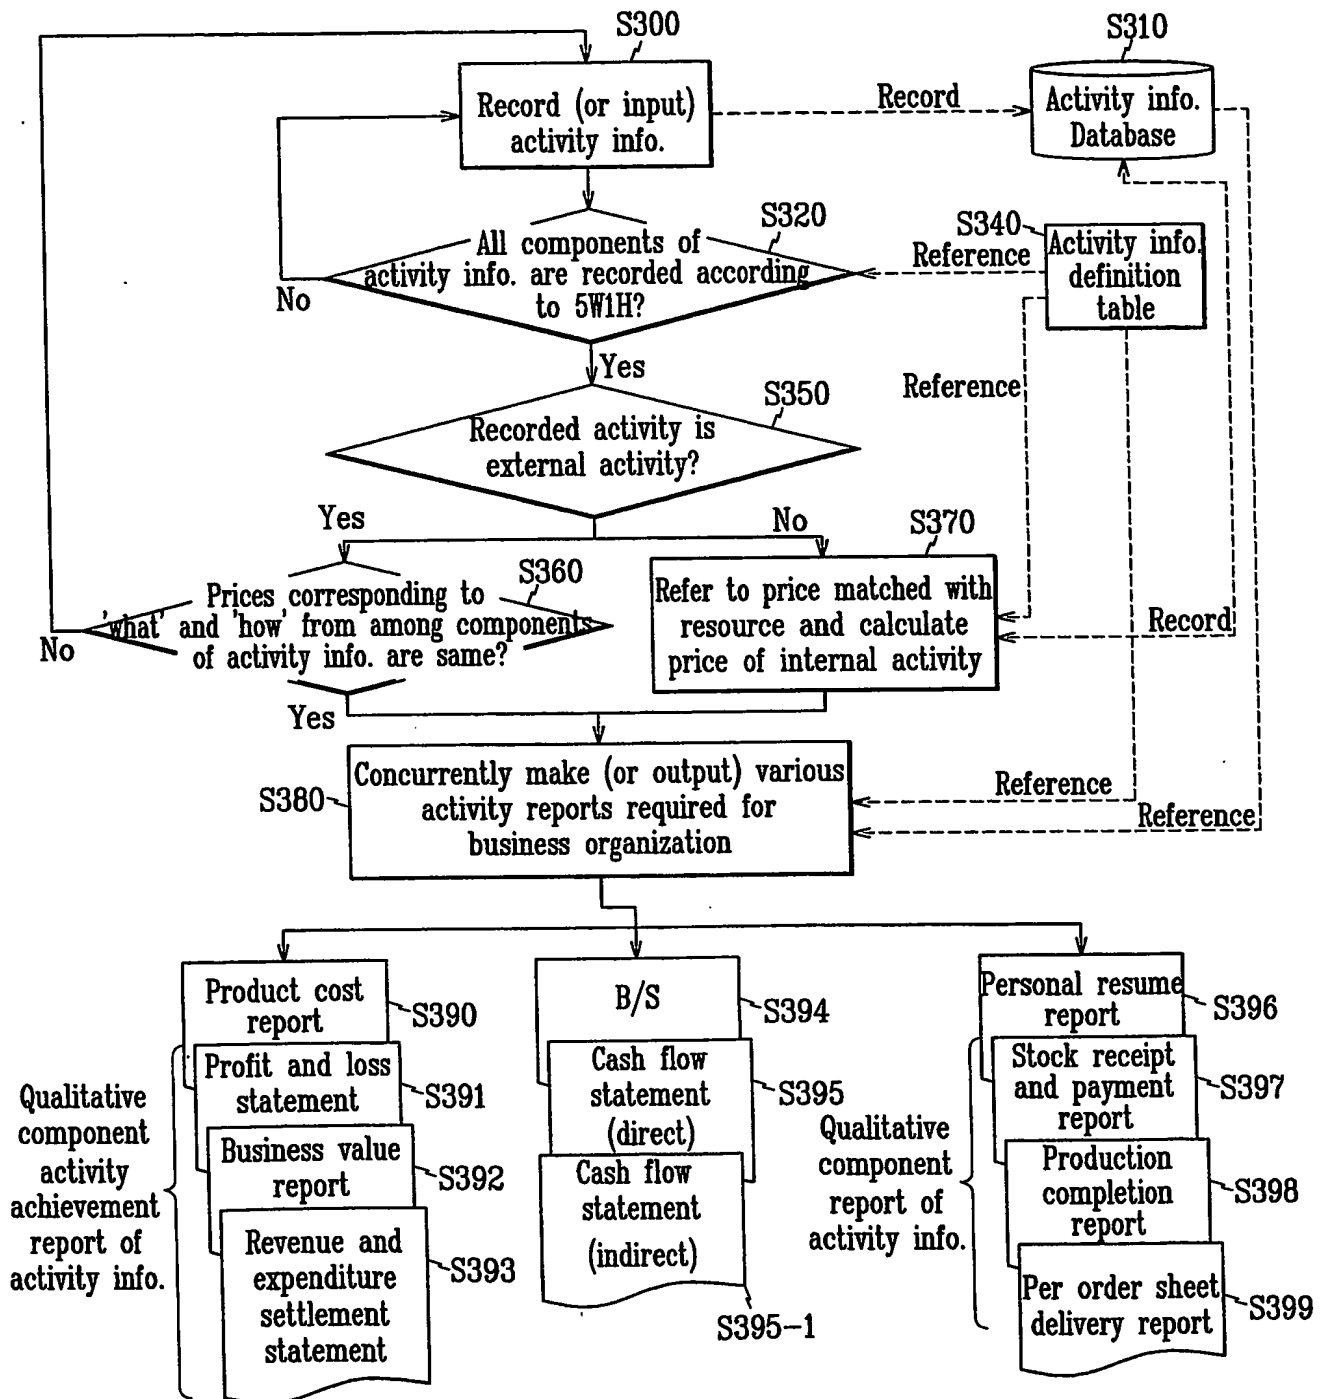 S300
Record (or input)
activity info.
Record
S310
Activity info.
Database
S320
All components of
activity info. are recorded according
to 5W1H?
No
Yes
S340
Reference
Activity info.
definition
table
Reference
S350
Recorded activity is
external activity?
Yes
No
S360
Prices corresponding to
'what' and 'how' from among components
of activity info. are same?
No
Yes
S370
Refer to price matched with
resource and calculate
price of internal activity
Record
S380
Concurrently make (or output) various
activity reports required for
business organization
Reference
Reference
Product cost
report
S390
Profit and loss
statement
S391
Business value
report
S392
Revenue and
expenditure
settlement
statement
S393
Qualitative
component
activity
achievement
report of
activity info.
B/S
S394
Cash flow
statement
(direct)
S395
Cash flow
statement
(indirect)
S395-1
Personal resume
report
S396
Stock receipt
and payment
report
S397
Production
completion
report
S398
Per order sheet
delivery report
S399
Qualitative
component
report of
activity info.